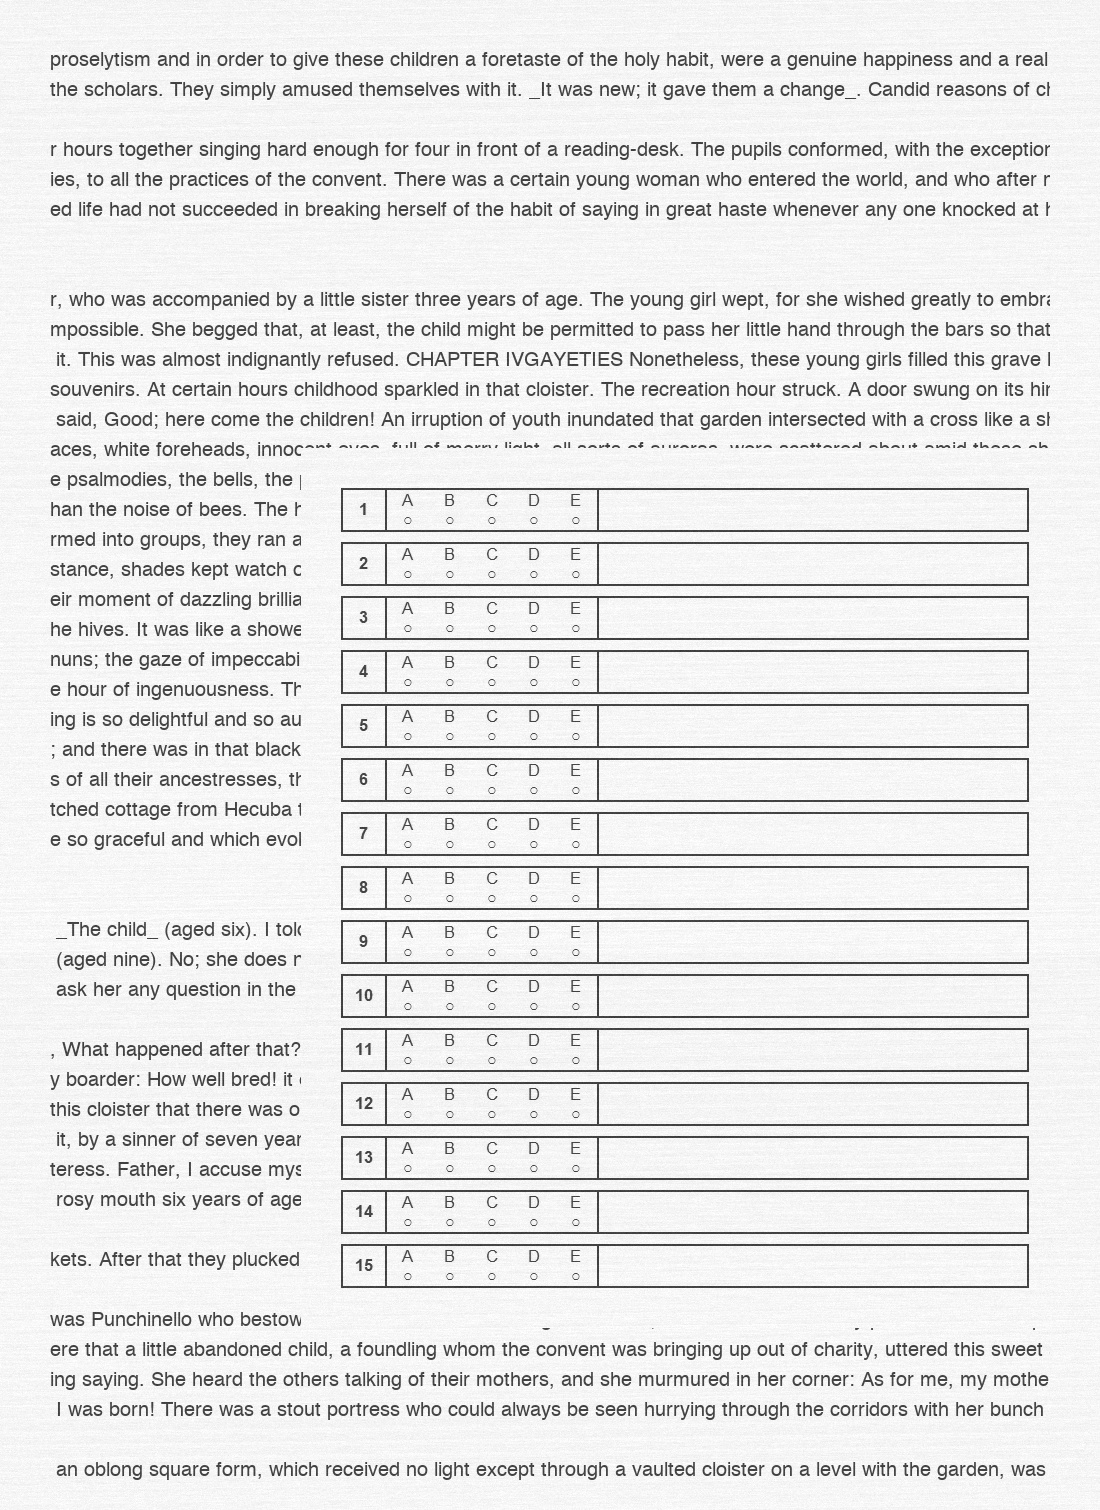 proselytism and in order to give these children a foretaste of the holy habit, were a genuine happiness and a real
the scholars. They simply amused themselves with it. _It was new; it gave them a change_. Candid reasons of
r hours together singing hard enough for four in front of a reading-desk. The pupils conformed, with the
ies, to all the practices of the convent. There was a certain young woman who entered the world, and who after
ed life had not succeeded in breaking herself of the habit of saying in great haste whenever any one knocked at
r, who was accompanied by a little sister three years of age. The young girl wept, for she wished greatly to
mpossible. She begged that, at least, the child might be permitted to pass her little hand through the bars so that
it. This was almost indignantly refused. CHAPTER IVGAYETIES Nonetheless, these young girls filled this grave
souvenirs. At certain hours childhood sparkled in that cloister. The recreation hour struck. A door swung on its
said, Good; here come the children! An irruption of youth inundated that garden intersected with a cross like a
aces, white foreheads,
e psalmodies, the bells, the
han the noise of bees. The
rmed into groups, they ran a
stance, shades kept watch
eir moment of dazzling brillia
he hives. It was like a showe
nuns; the gaze of impeccabi
e hour of ingenuousness.
ing is so delightful and so au
; and there was in that black
s of all their ancestresses,
tched cottage from Hecuba
e so graceful and which
_The child_ (aged six). I
(aged nine). No; she does
ask her any question in the
, What happened after that?
y boarder: How well bred! it
this cloister that there was o
it, by a sinner of seven
teress. Father, I accuse
rosy mouth six years of age
kets. After that they plucked
was Punchinello who bestow
ere that a little abandoned child, a foundling whom the convent was bringing up out of charity, uttered this sweet
ing saying. She heard the others talking of their mothers, and she murmured in her corner: As for me, my mothe
I was born! There was a stout portress who could always be seen hurrying through the corridors with her bunch
an oblong square form, which received no light except through a vaulted cloister on a level with the garden, was
1 A B C D E
2 A B C D E
3 A B C D E
4 A B C D E
5 A B C D E
6 A B C D E
7 A B C D E
8 A B C D E
9 A B C D E
10 A B C D E
11 A B C D E
12 A B C D E
13 A B C D E
14 A B C D E
15 A B C D E